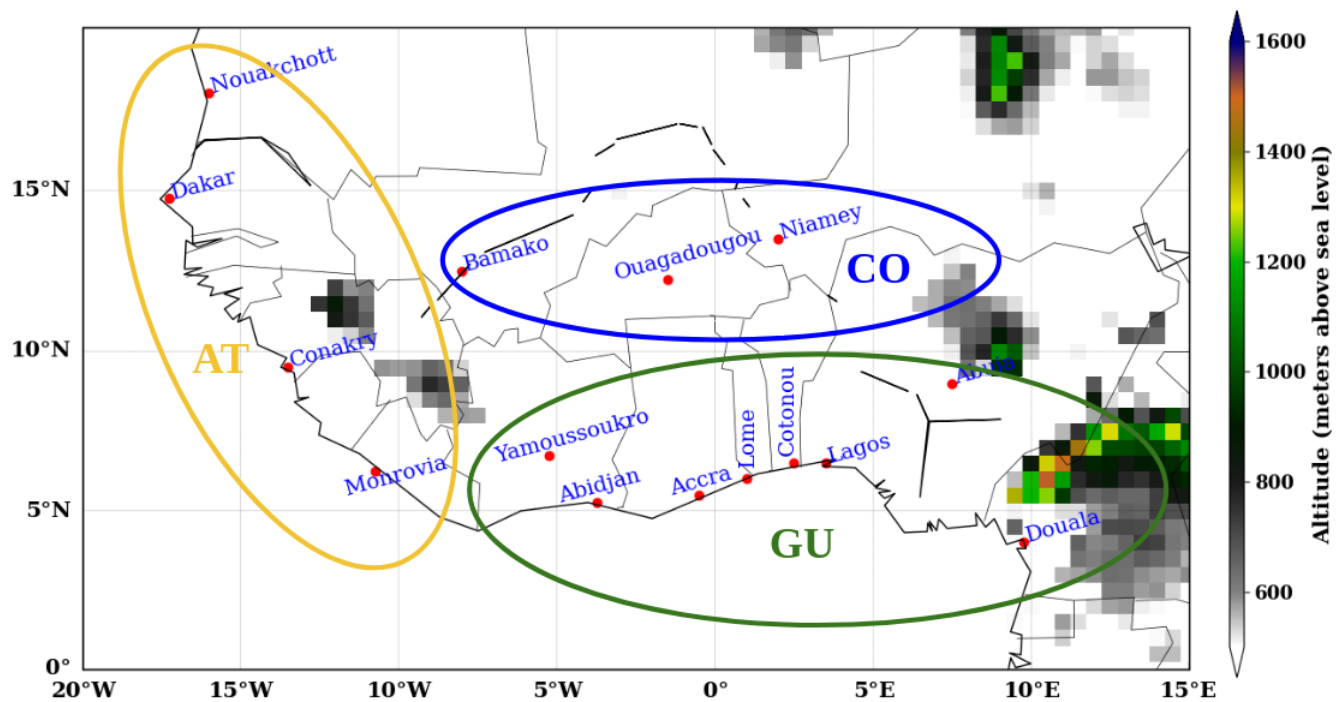 Nouakchott
Dakar
Bamako
Ouagadougou
Niamey
CO
AT
Conakry
Abuja
Yamoussoukro
Lome
Cotonou
Monrovia
Abidjan
Accra
Lagos
GU
Douala
15°N
10°N
5°N
0°
20°W
15°W
10°W
5°W
0°
5°E
10°E
15°E
1600
1400
1200
1000
800
600
Altitude (meters above sea level)